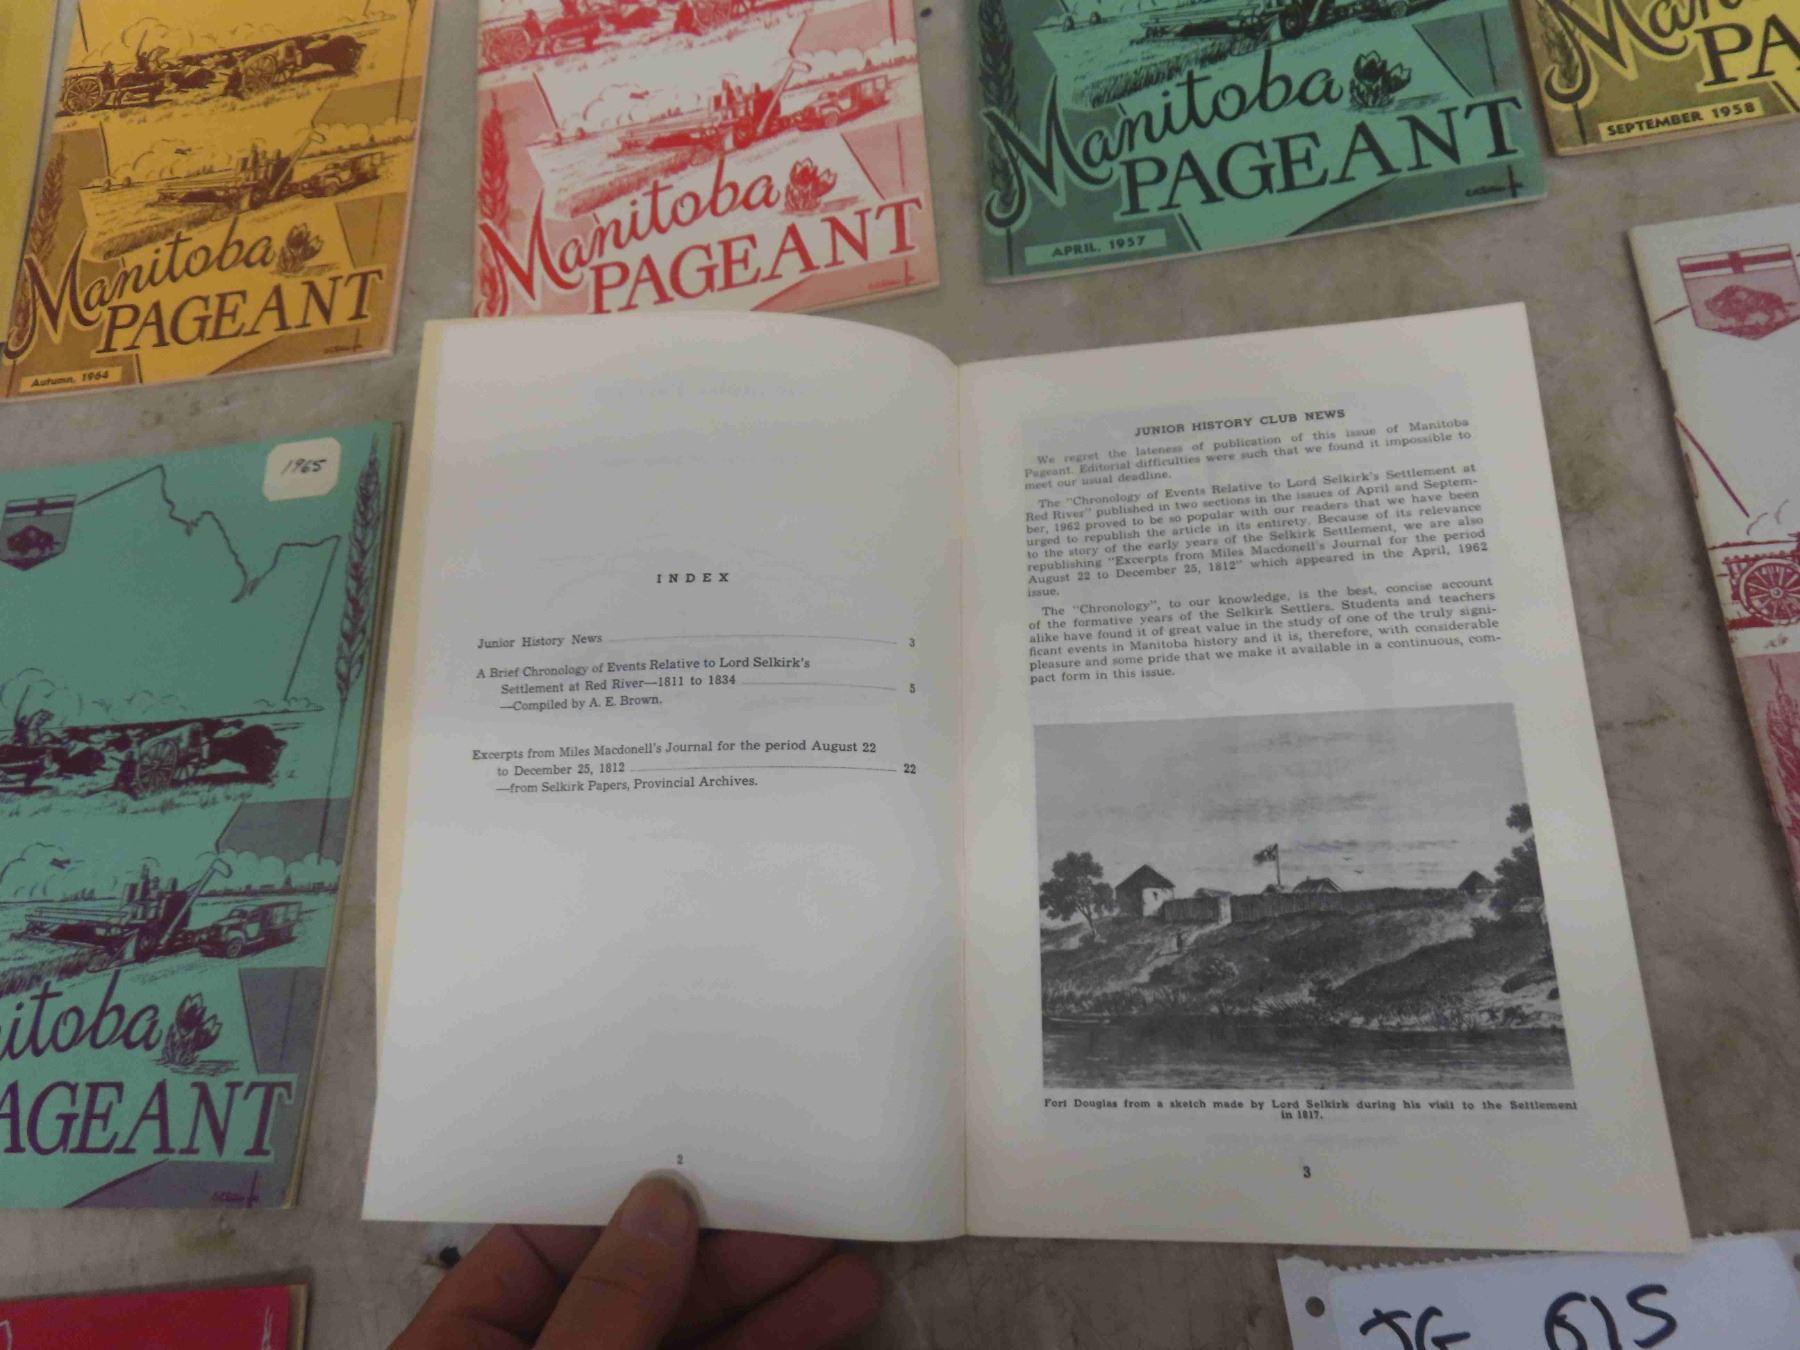 Manitoba
PAGEANT
Autumn, 1964
Manitoba
PAGEANT
Manitoba
PAGEANT
APRIL, 1957
SEPTEMBER 1958
1965
INDEX
Junior History News 3
A Brief Chronology of Events Relative to Lord Selkirk's
Settlement at Red River—1811 to 1834 5
—Compiled by A. E. Brown.
Excerpts from Miles Macdonell's Journal for the period August 22
to December 25, 1812 22
—from Selkirk Papers, Provincial Archives.
2
JUNIOR HISTORY CLUB NEWS
We regret the lateness of publication of this issue of Manitoba
Pageant. Editorial difficulties were such that we found it impossible to
meet our usual deadline.
The "Chronology of Events Relative to Lord Selkirk's Settlement at
Red River" published in two sections in the issues of April and Septem-
ber, 1962 proved to be so popular with our readers that we have been
urged to republish the article in its entirety. Because of its relevance
to the story of the early years of the Selkirk Settlement, we are also
republishing "Excerpts from Miles Macdonell's Journal for the period
August 22 to December 25, 1812" which appeared in the April, 1962
issue.
The "Chronology", to our knowledge, is the best, concise account
of the formative years of the Selkirk Settlers. Students and teachers
alike have found it of great value in the study of one of the truly signi-
ficant events in Manitoba history and it is, therefore, with considerable
pleasure and some pride that we make it available in a continuous, com-
pact form in this issue.
Fort Douglas from a sketch made by Lord Selkirk during his visit to the Settlement
in 1817.
3
itoba
AGEANT
JG 615